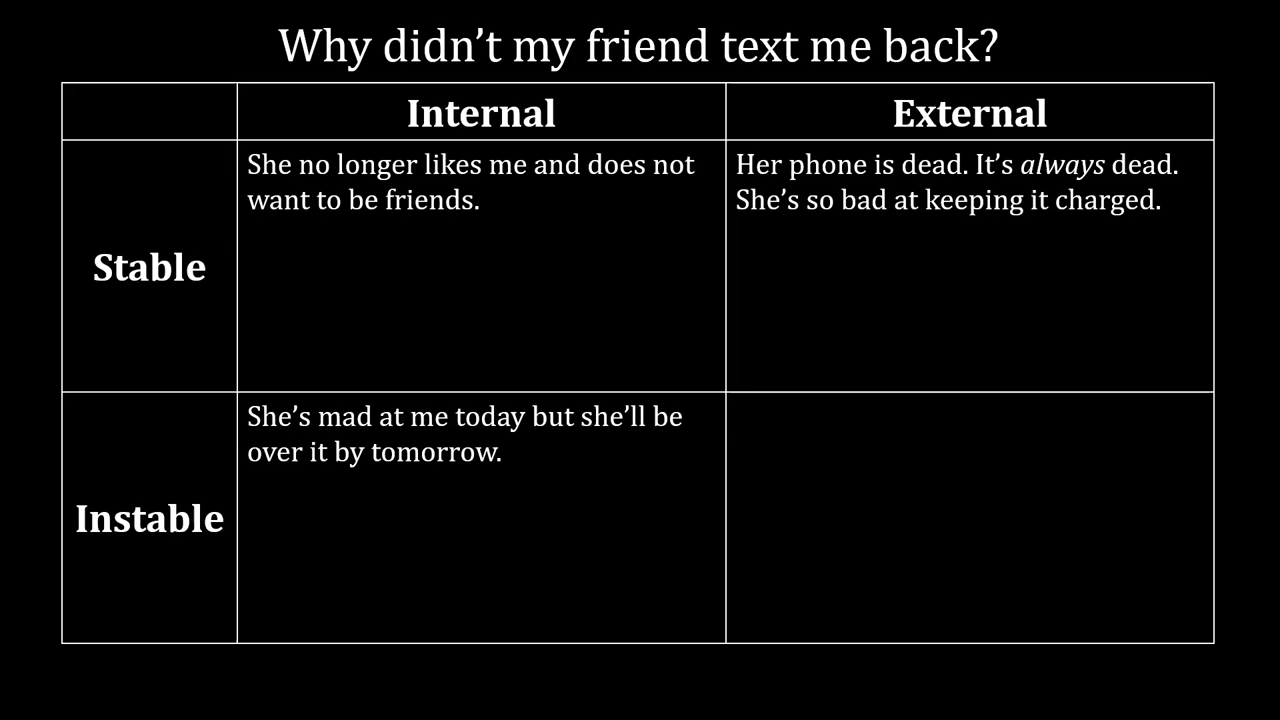 Why didn’t my friend text me back?
Internal
External
She no longer likes me and does not
want to be friends.
Her phone is dead. It’s always dead.
She’s so bad at keeping it charged.
Stable
She’s mad at me today but she’ll be
over it by tomorrow.
Instable